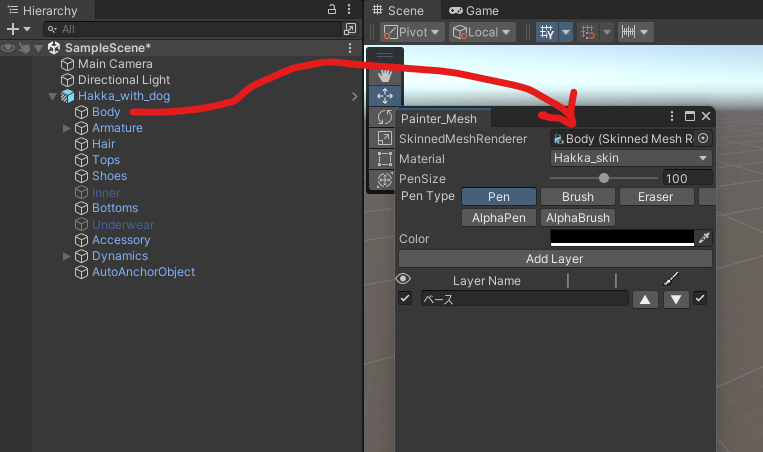 Hierarchy
All
SampleScene*
Main Camera
Directional Light
Hakka_with_dog
Body
Armature
Hair
Tops
Shoes
Inner
Bottoms
Underwear
Accessory
Dynamics
AutoAnchorObject
Scene
Game
Pivot
Local
Painter_Mesh
SkinnedMeshRenderer
Body (Skinned Mesh R
Material
Hakka_skin
PenSize
100
Pen Type
Pen
Brush
Eraser
AlphaPen
AlphaBrush
Color
Add Layer
Layer Name
ベース